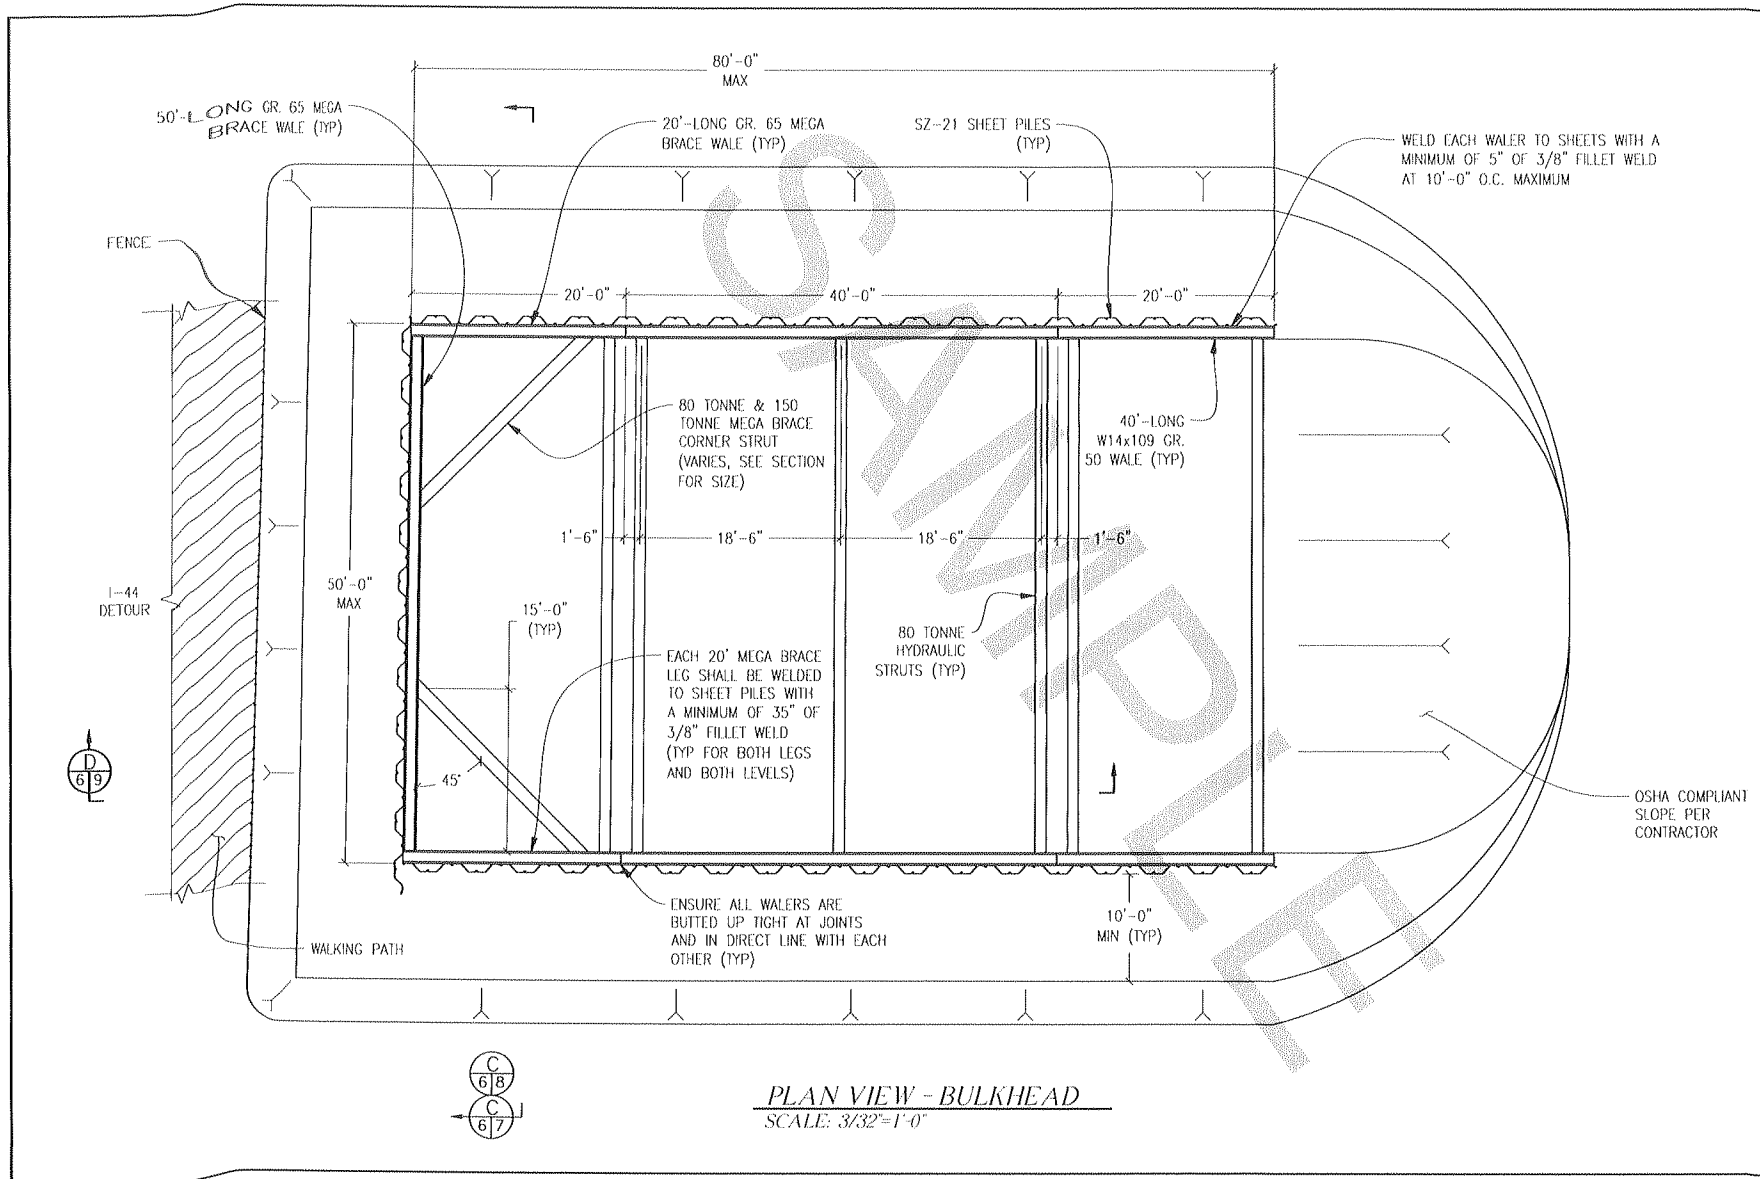 80'-0"
MAX
50'-LONG GR. 65 MEGA
BRACE WALE (TYP)
20'-LONG GR. 65 MEGA
BRACE WALE (TYP)
SZ-21 SHEET PILES
(TYP)
WELD EACH WALER TO SHEETS WITH A
MINIMUM OF 5" OF 3/8" FILLET WELD
AT 10'-0" O.C. MAXIMUM
FENCE
20'-0"
40'-0"
20'-0"
80 TONNE & 150
TONNE MEGA BRACE
CORNER STRUT
(VARIES, SEE SECTION
FOR SIZE)
40'-LONG
W14x109 GR.
50 WALE (TYP)
1'-6"
18'-6"
18'-6"
1'-6"
50'-0"
MAX
I-44
DETOUR
15'-0"
(TYP)
80 TONNE
HYDRAULIC
STRUTS (TYP)
EACH 20' MEGA BRACE
LEG SHALL BE WELDED
TO SHEET PILES WITH
A MINIMUM OF 35" OF
3/8" FILLET WELD
(TYP FOR BOTH LEGS
AND BOTH LEVELS)
45°
D
6 9
OSHA COMPLIANT
SLOPE PER
CONTRACTOR
ENSURE ALL WALERS ARE
BUTTED UP TIGHT AT JOINTS
AND IN DIRECT LINE WITH EACH
OTHER (TYP)
10'-0"
MIN (TYP)
WALKING PATH
C
6 8
C
6 7
PLAN VIEW - BULKHEAD
SCALE: 3/32"=1'-0"
SAMPLE